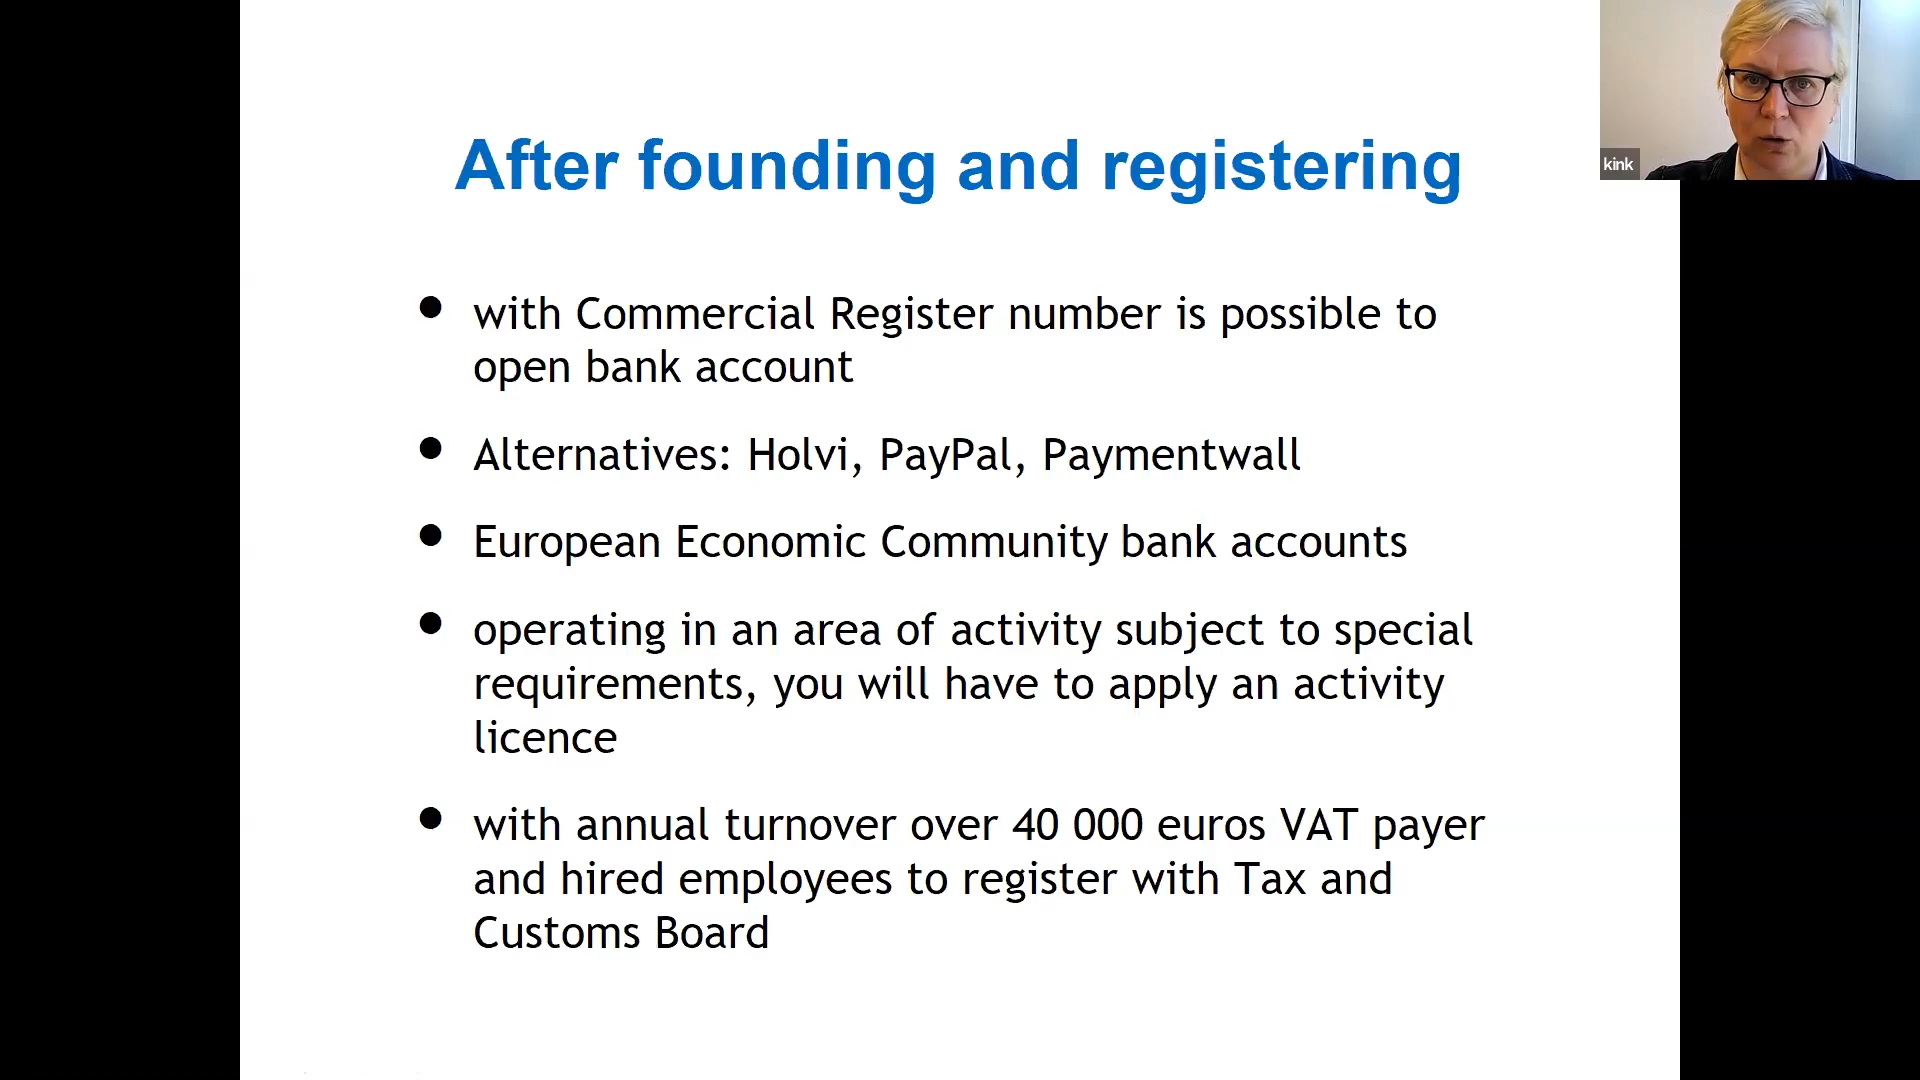 After founding and registering
kink
• with Commercial Register number is possible to
open bank account
• Alternatives: Holvi, PayPal, Paymentwall
• European Economic Community bank accounts
• operating in an area of activity subject to special
requirements, you will have to apply an activity
licence
• with annual turnover over 40 000 euros VAT payer
and hired employees to register with Tax and
Customs Board